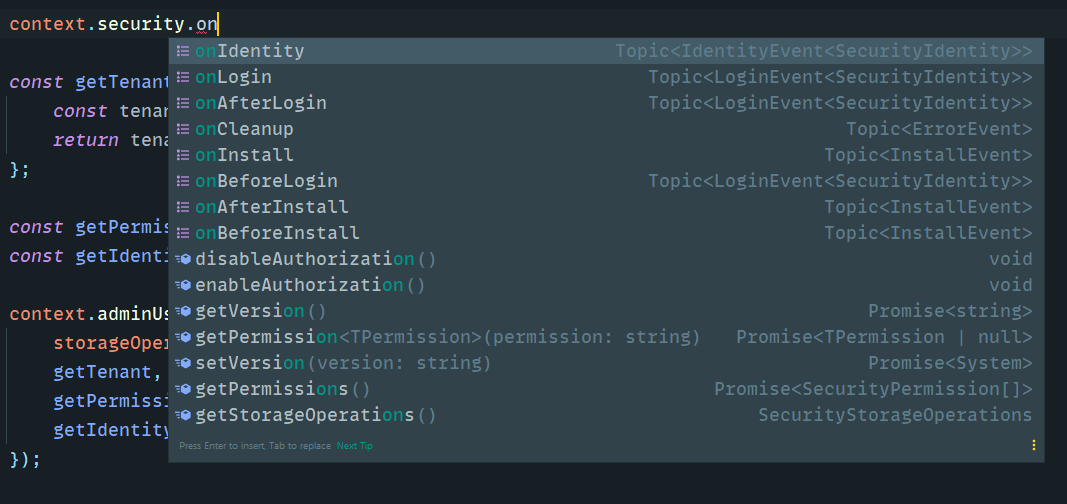 context.security.on
onIdentity Topic<IdentityEvent<SecurityIdentity>>
const getTenant onLogin Topic<LoginEvent<SecurityIdentity>>
const tenan onAfterLogin Topic<LoginEvent<SecurityIdentity>>
return tena onCleanup Topic<ErrorEvent>
onInstall Topic<InstallEvent>
}; onBeforeLogin Topic<LoginEvent<SecurityIdentity>>
onAfterInstall Topic<InstallEvent>
const getPermis onBeforeInstall Topic<InstallEvent>
const getIdenti disableAuthorization() void
enableAuthorization() void
context.adminUs getVersion() Promise<string>
storageOper getPermission<TPermission>(permission: string) Promise<TPermission | null>
getTenant, setVersion(version: string) Promise<System>
getPermissi getPermissions() Promise<SecurityPermission[]>
getIdentity getStorageOperations() SecurityStorageOperations
Press Enter to insert, Tab to replace Next Tip
});